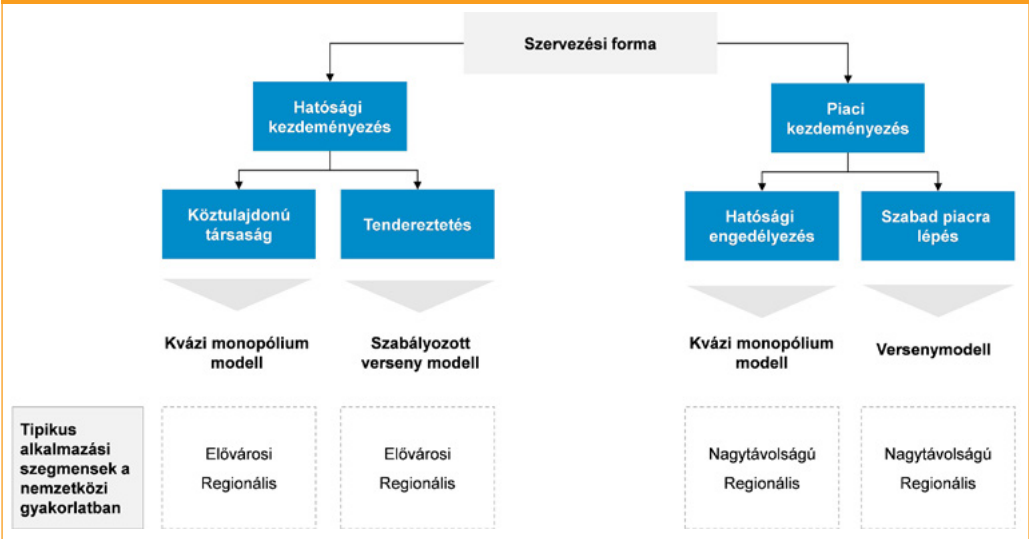 Szervezési forma
Hatósági
kezdeményezés
Piaci
kezdeményezés
Köztulajdonú
társaság
Tendereztetés
Hatósági
engedélyezés
Szabad piacra
lépés
Kvázi monopólium
modell
Szabályozott
verseny modell
Kvázi monopólium
modell
Versenymodell
Tipikus
alkalmazási
szegmensek a
nemzetközi
gyakorlatban
Elővárosi
Regionális
Elővárosi
Regionális
Nagytávolságú
Regionális
Nagytávolságú
Regionális